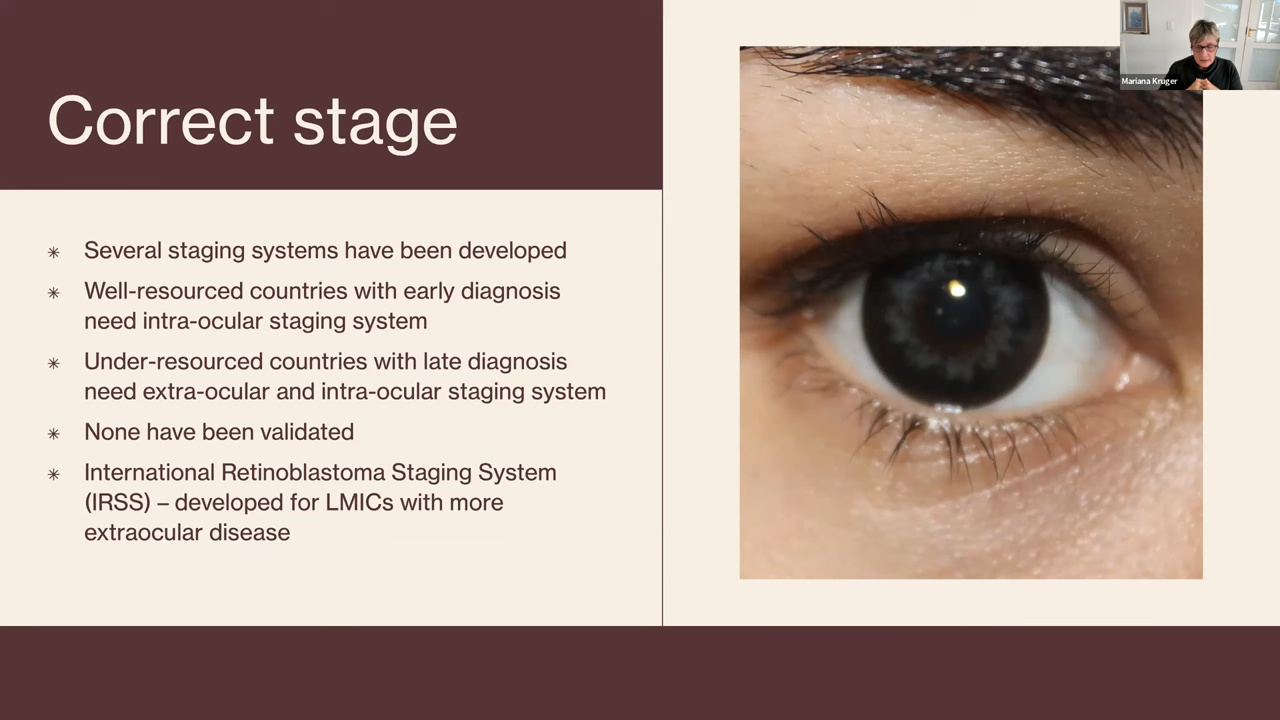 Correct stage
Several staging systems have been developed
Well-resourced countries with early diagnosis
need intra-ocular staging system
Under-resourced countries with late diagnosis
need extra-ocular and intra-ocular staging system
None have been validated
International Retinoblastoma Staging System
(IRSS) – developed for LMICs with more
extraocular disease
Mariana Kruger